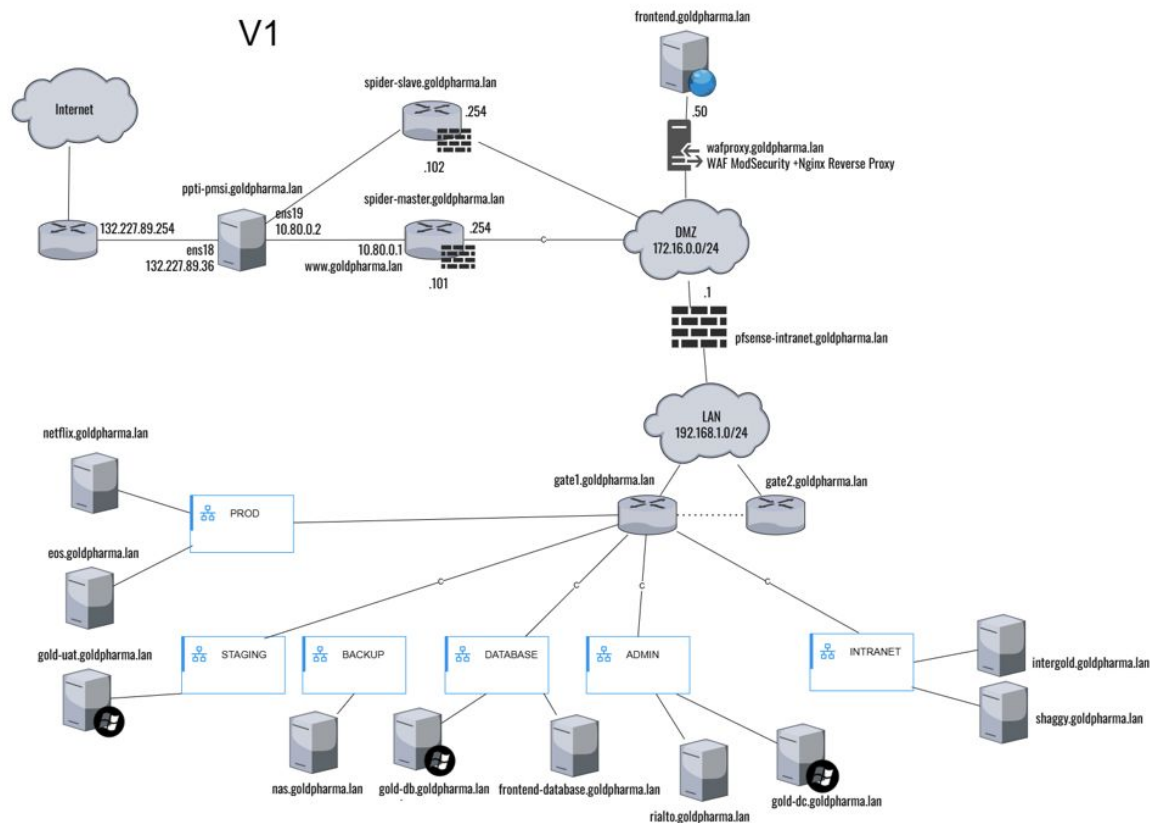 V1
frontend.goldpharma.lan
Internet
spider-slave.goldpharma.lan
.254
.50
wafproxy.goldpharma.lan
WAF ModSecurity +Nginx Reverse Proxy
.102
ppti-pmsi.goldpharma.lan
spider-master.goldpharma.lan
ens19
10.80.0.2
132.227.89.254
.254
DMZ
172.16.0.0/24
c
ens18
132.227.89.36
10.80.0.1
www.goldpharma.lan
.101
.1
pfsense-intranet.goldpharma.lan
LAN
192.168.1.0/24
netflix.goldpharma.lan
gate1.goldpharma.lan
gate2.goldpharma.lan
PROD
eos.goldpharma.lan
c
c
c
c
gold-uat.goldpharma.lan
STAGING
BACKUP
DATABASE
ADMIN
INTRANET
intergold.goldpharma.lan
shaggy.goldpharma.lan
nas.goldpharma.lan
gold-db.goldpharma.lan
frontend-database.goldpharma.lan
rialto.goldpharma.lan
gold-dc.goldpharma.lan